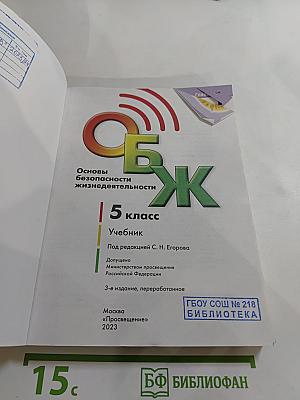 ОБЖ
Основы
безопасности
жизнедеятельности
5 класс
Учебник
Под редакцией С. Н. Егорова
Допущено
Министерством просвещения
Российской Федерации
3-е издание, переработанное
ГБОУ СОШ № 218
БИБЛИОТЕКА
Москва
«Просвещение»
2023
15 с
БФ БИБЛИОФАН